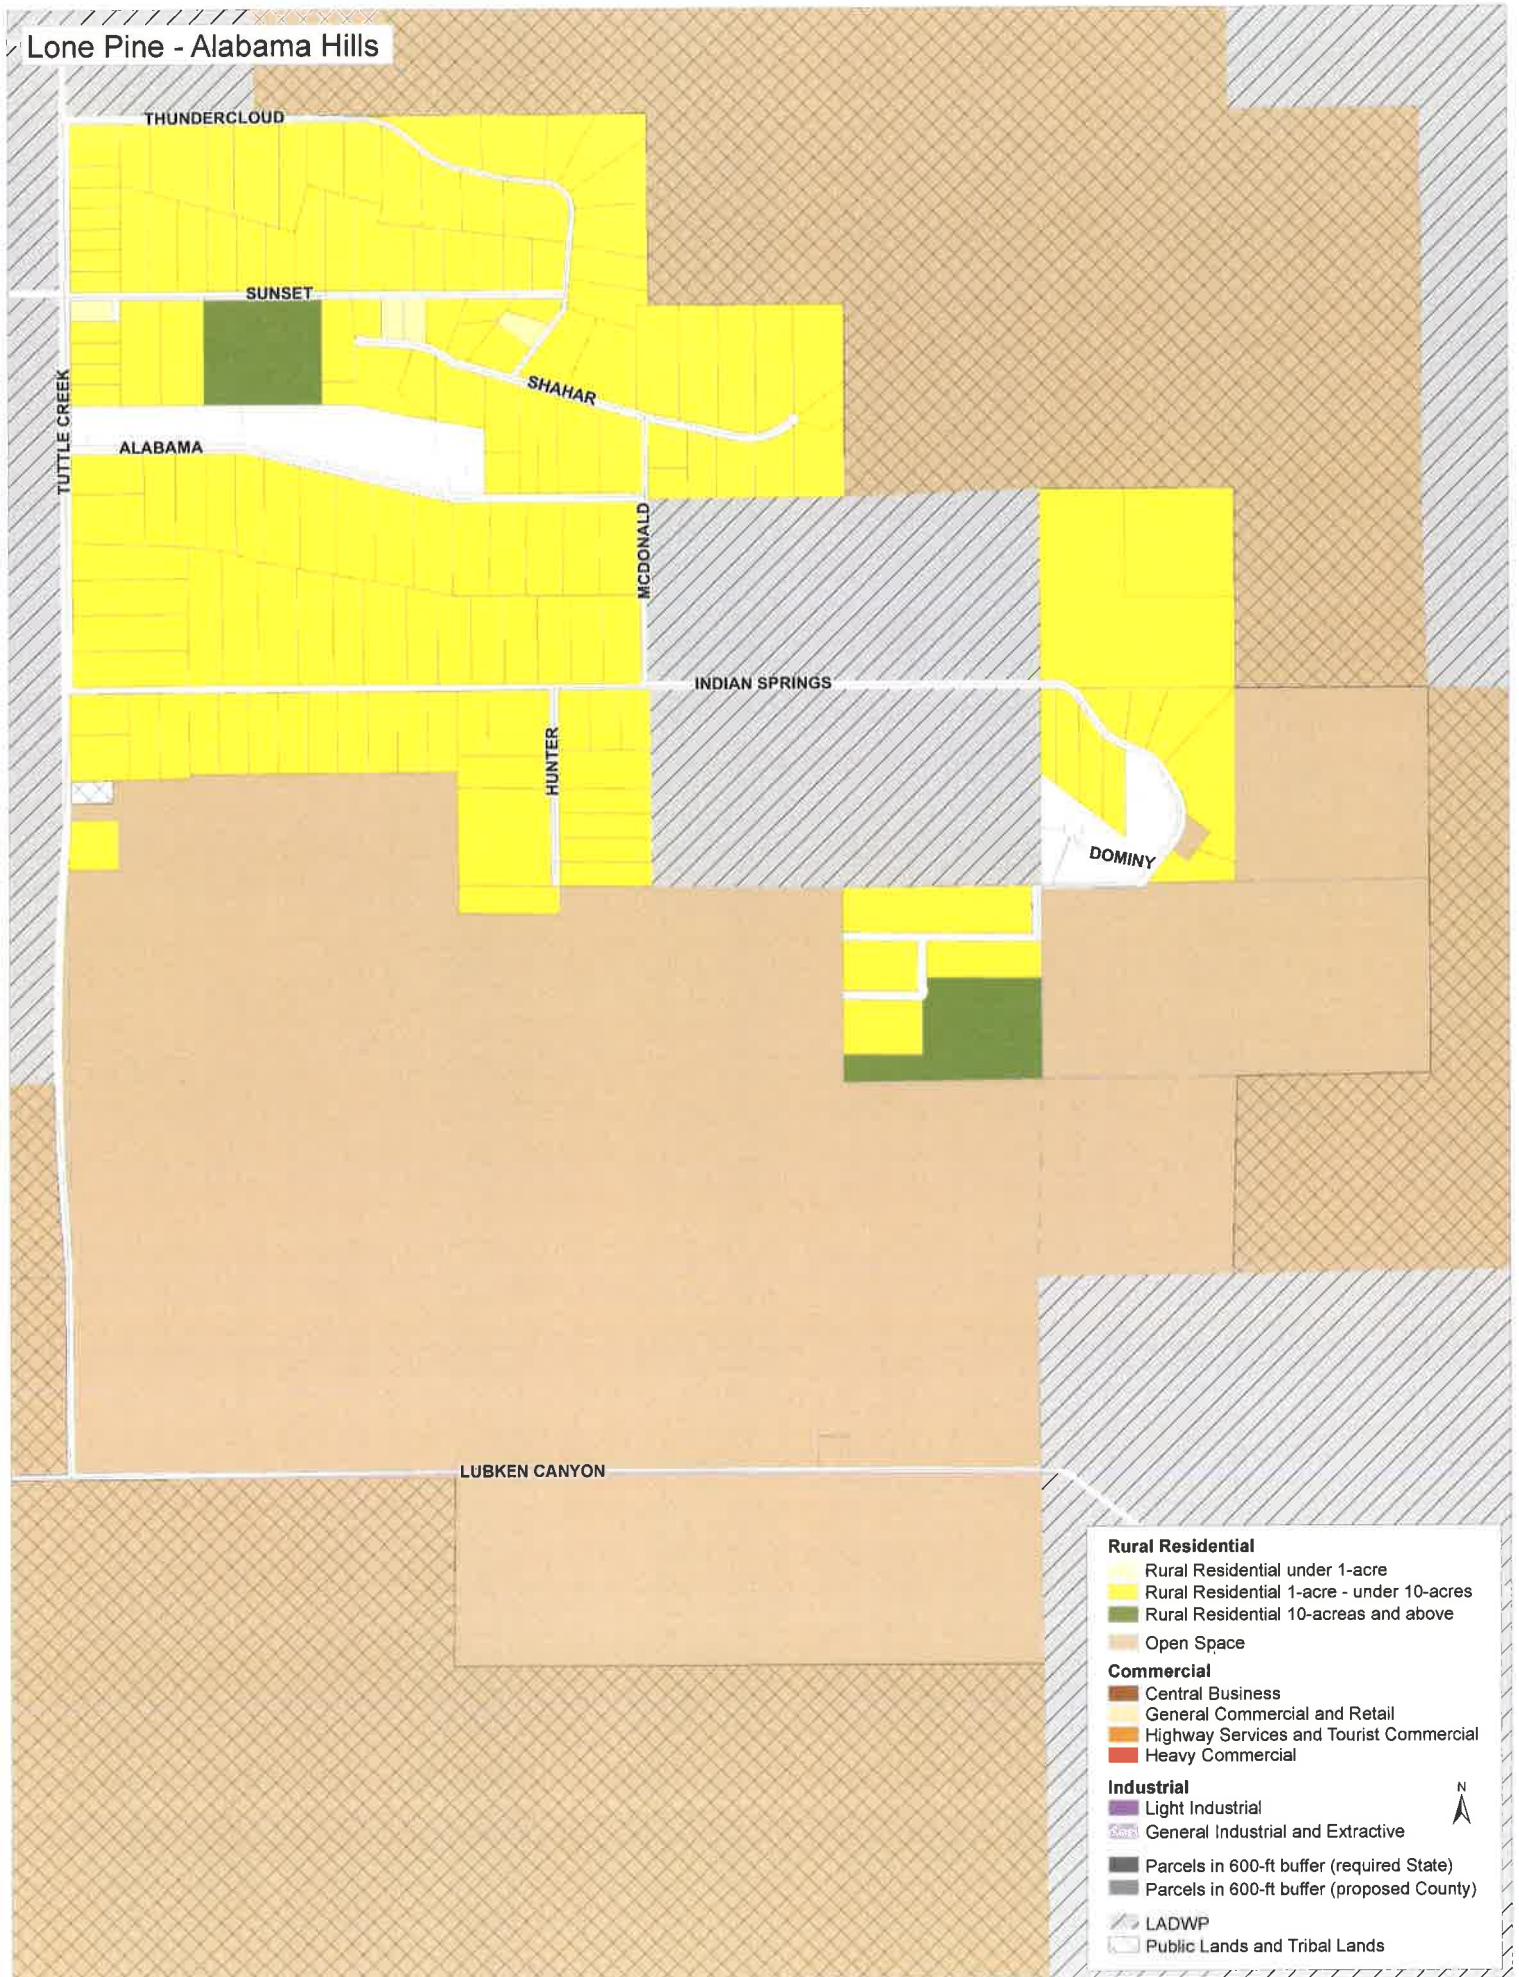 Lone Pine - Alabama Hills
THUNDERCLOUD
SUNSET
SHAHAR
TUTTLE CREEK
ALABAMA
MCDONALD
INDIAN SPRINGS
HUNTER
DOMINY
LUBKEN CANYON
Rural Residential
Rural Residential under 1-acre
Rural Residential 1-acre - under 10-acres
Rural Residential 10-acreas and above
Open Space
Commercial
Central Business
General Commercial and Retail
Highway Services and Tourist Commercial
Heavy Commercial
Industrial
N
Light Industrial
General Industrial and Extractive
Parcels in 600-ft buffer (required State)
Parcels in 600-ft buffer (proposed County)
LADWP
Public Lands and Tribal Lands